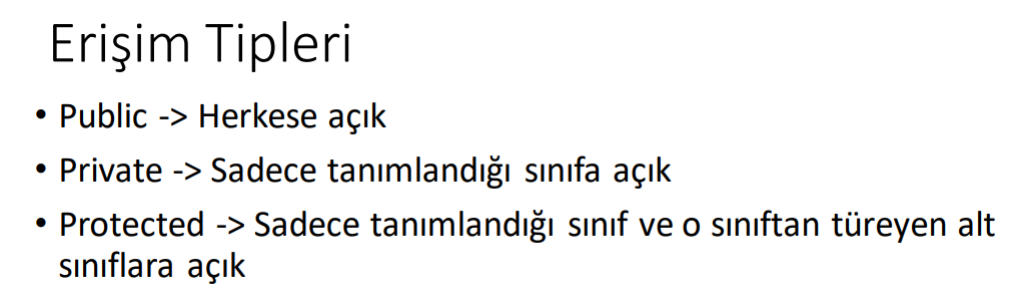 Erişim Tipleri
• Public -> Herkese açık
• Private -> Sadece tanımlandığı sınıfa açık
• Protected -> Sadece tanımlandığı sınıf ve o sınıftan türeyen alt
sınıflara açık